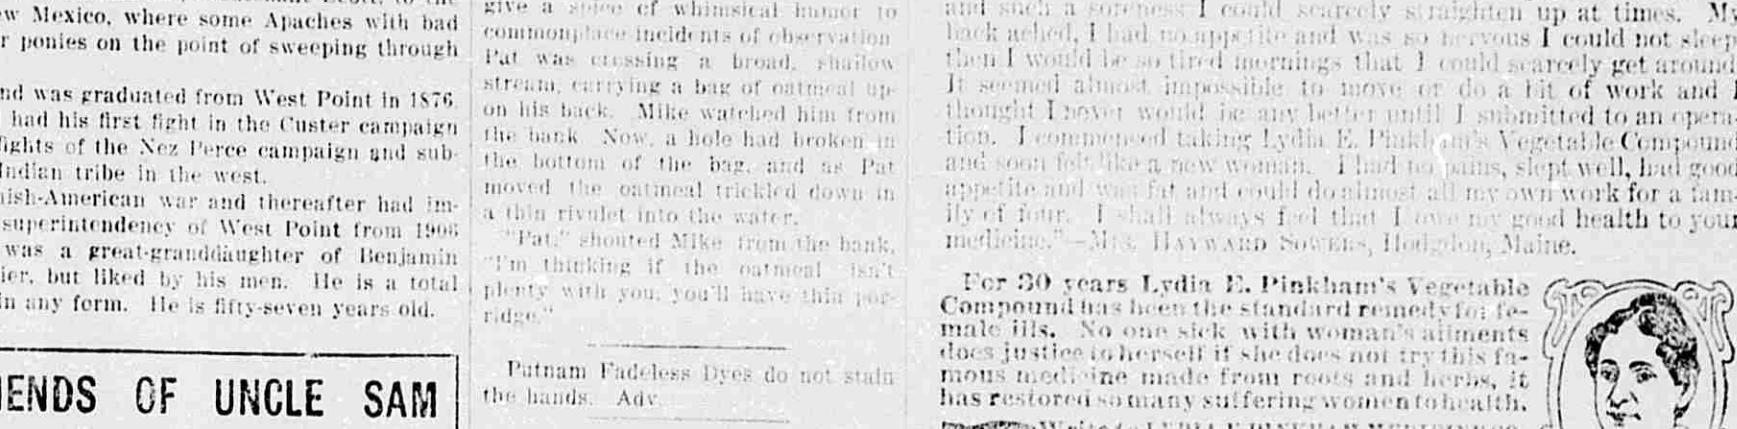 w Mexico, where some Apaches with bad
r ponies on the point of sweeping through
nd was graduated from West Point in 1876.
had his first fight in the Custer campaign
fights of the Nez Perce campaign and sub-
Indian tribe in the west.
nish-American war and thereafter had im-
superintendency of West Point from 1906
was a great-granddaughter of Benjamin
ier, but liked by his men. He is a total
in any form. He is fifty-seven years old.
IENDS OF UNCLE SAM
give a spice of whimsical humor to
commonplace incidents of observation
Pat was crossing a broad, shallow
stream, carrying a bag of oatmeal up-
on his back. Mike watched him from
the bank. Now, a hole had broken in
the bottom of the bag, and as Pat
moved the oatmeal trickled down in
a thin rivulet into the water.
"Pat," shouted Mike from the bank,
"I'm thinking if the oatmeal isn't
plenty with you, you'll have thin por-
ridge."
Putnam Fadeless Dyes do not stain
the hands. Adv.
and such a soreness I could scarcely straighten up at times. My
back ached, I had no appetite and was so nervous I could not sleep
then I would be so tired mornings that I could scarcely get around
It seemed almost impossible to move or do a bit of work and I
thought I never would be any better until I submitted to an opera-
tion. I commenced taking Lydia E. Pinkham's Vegetable Compound
and soon felt like a new woman. I had no pains, slept well, had good
appetite and was fat and could do almost all my own work for a fam-
ily of four. I shall always feel that I owe my good health to your
medicine."—Mrs. HAYWARD SOWERS, Hodgdon, Maine.
For 30 years Lydia E. Pinkham's Vegetable
Compound has been the standard remedy for fe-
male ills. No one sick with woman's ailments
does justice to herself if she does not try this fa-
mous medicine made from roots and herbs, it
has restored so many suffering women to health.
Write to LYDIA E. PINKHAM MEDICINE CO.